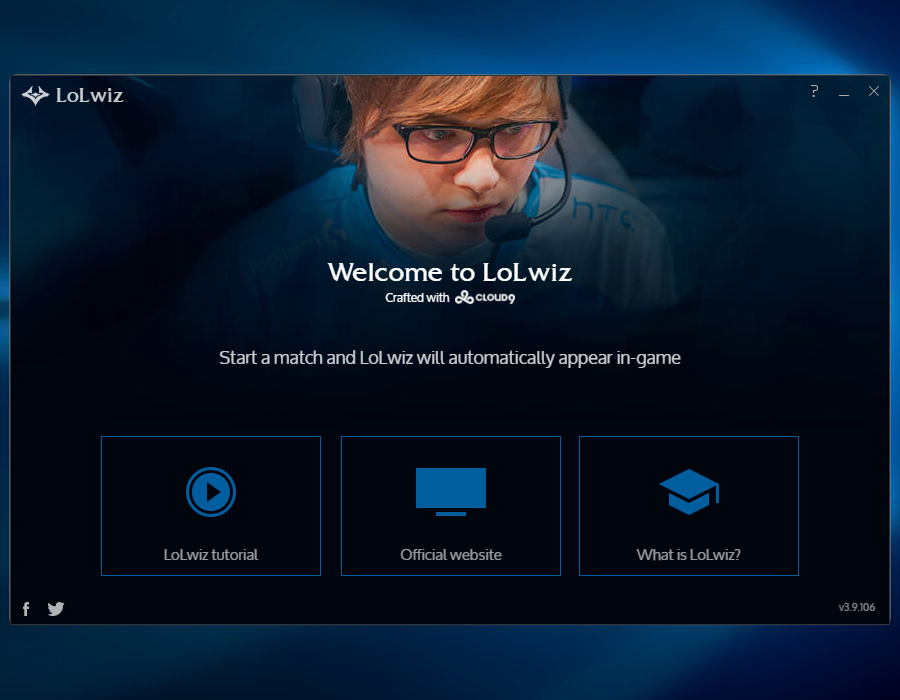 LoLwiz
?
hTC
Welcome to LoLwiz
Crafted with CLOUD9
Start a match and LoLwiz will automatically appear in-game
LoLwiz tutorial
Official website
What is LoLwiz?
v3.9.106